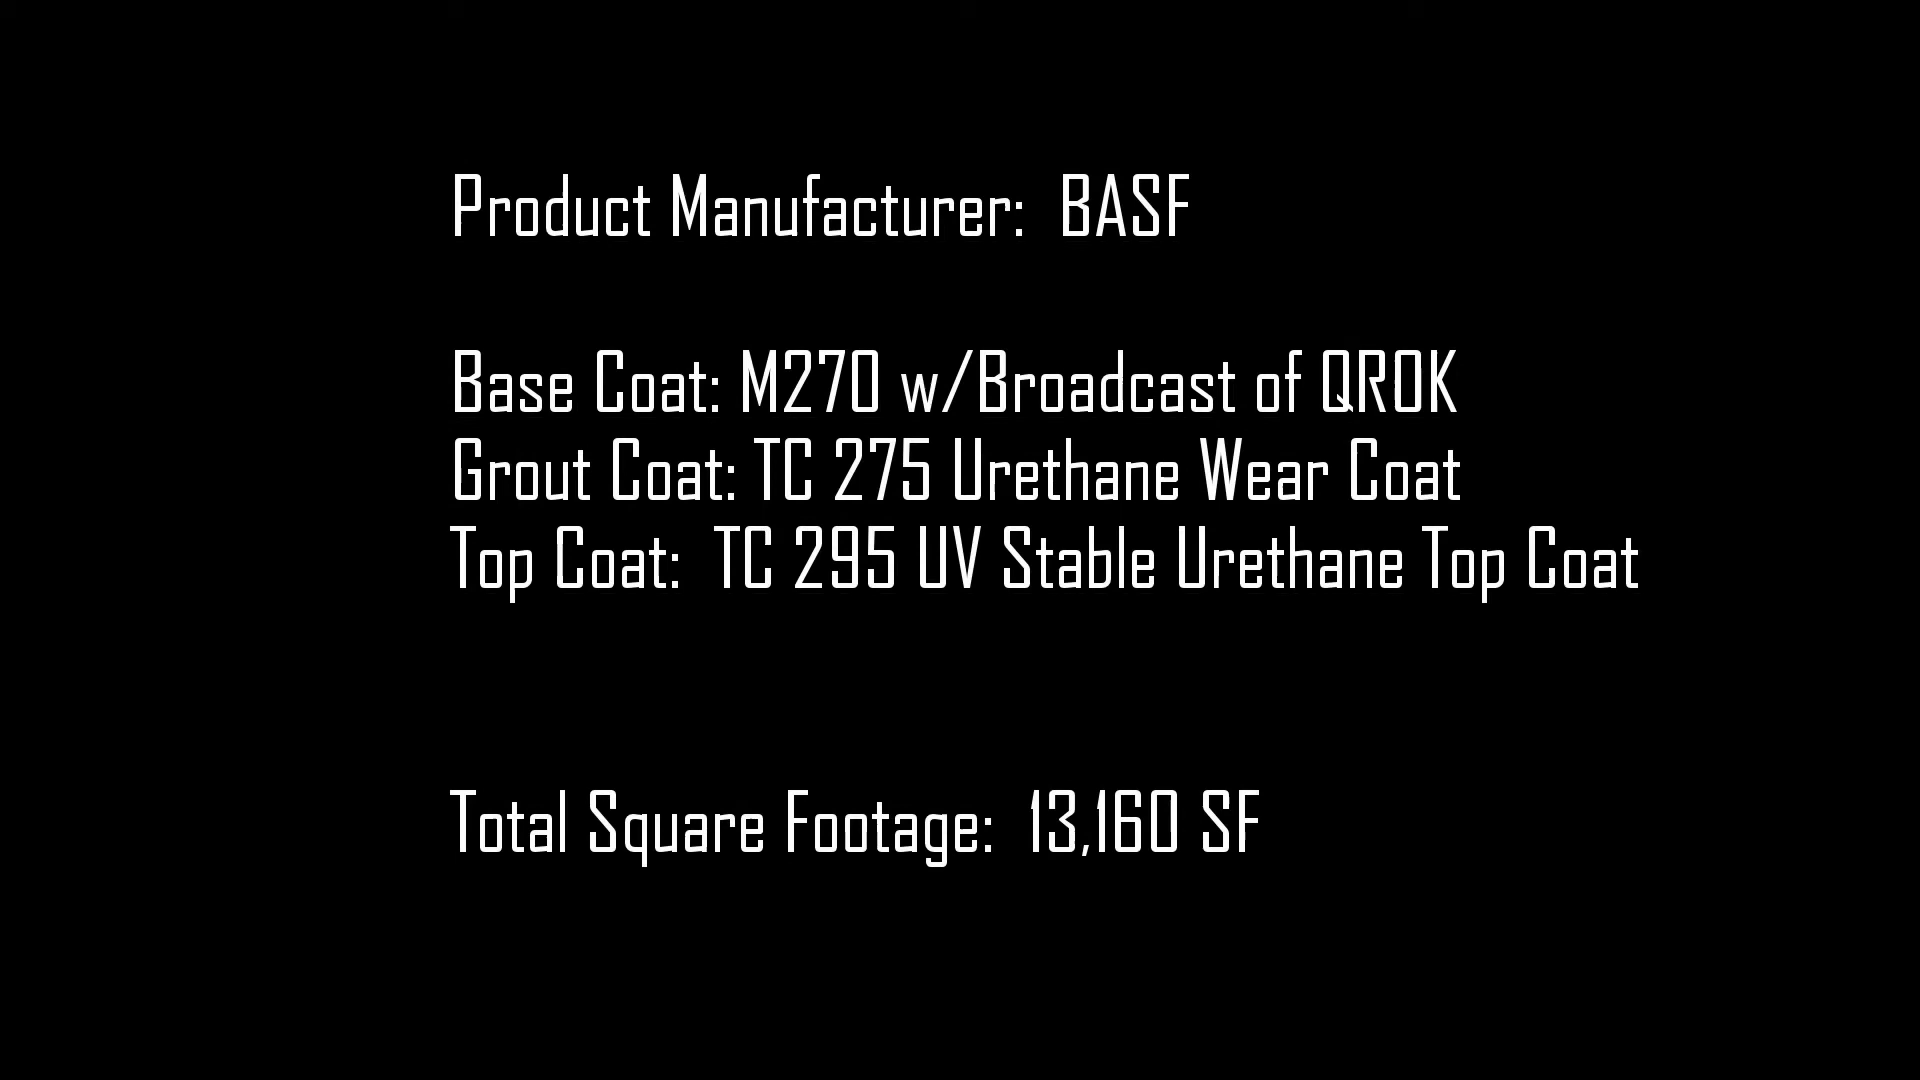 Product Manufacturer:  BASF
Base Coat: M270 w/Broadcast of QROK
Grout Coat: TC 275 Urethane Wear Coat
Top Coat:  TC 295 UV Stable Urethane Top Coat
Total Square Footage:  13,160 SF